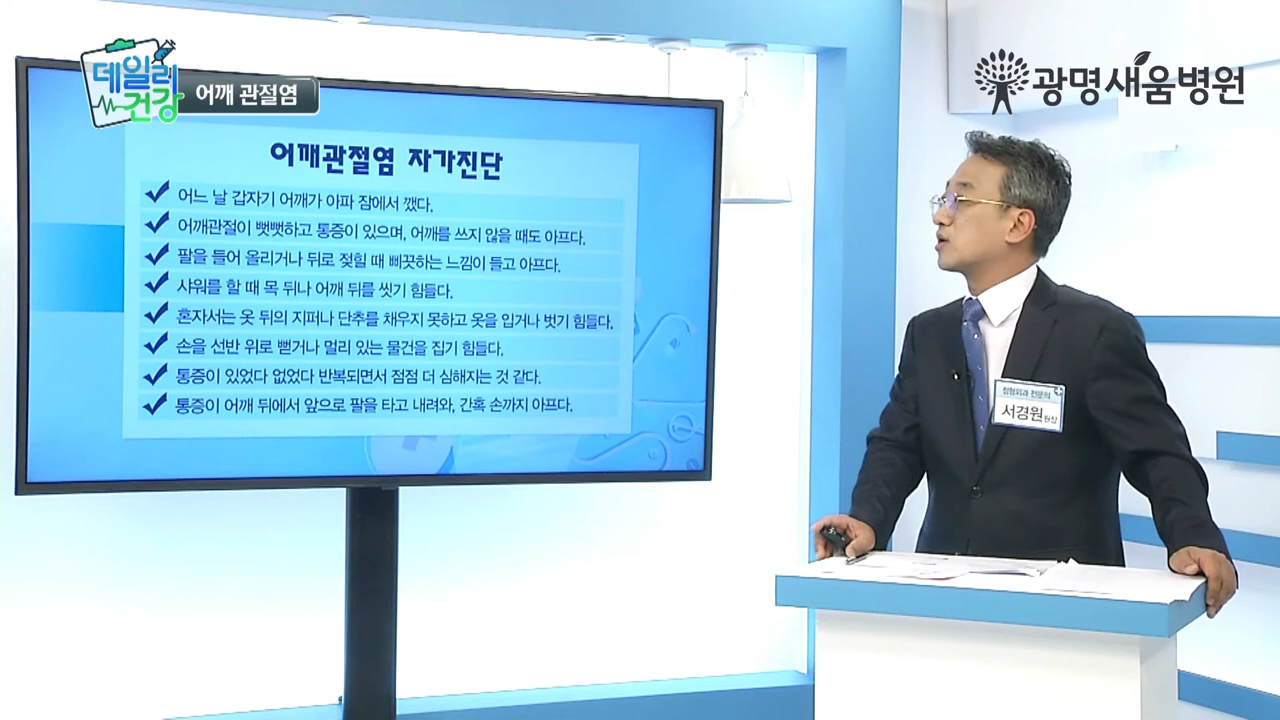 데일리
건강
어깨 관절염
광명새움병원
어깨관절염 자가진단
어느 날 갑자기 어깨가 아파 잠에서 깼다.
어깨관절이 뻣뻣하고 통증이 있으며, 어깨를 쓰지 않을 때도 아프다.
팔을 들어 올리거나 뒤로 젖힐 때 삐끗하는 느낌이 들고 아프다.
샤워를 할 때 목 뒤나 어깨 뒤를 씻기 힘들다.
혼자서는 옷 뒤의 지퍼나 단추를 채우지 못하고 옷을 입거나 벗기 힘들다.
손을 선반 위로 뻗거나 멀리 있는 물건을 집기 힘들다.
통증이 있었다 없었다 반복되면서 점점 더 심해지는 것 같다.
통증이 어깨 뒤에서 앞으로 팔을 타고 내려와, 간혹 손까지 아프다.
정형외과 전문의
서경원 원장